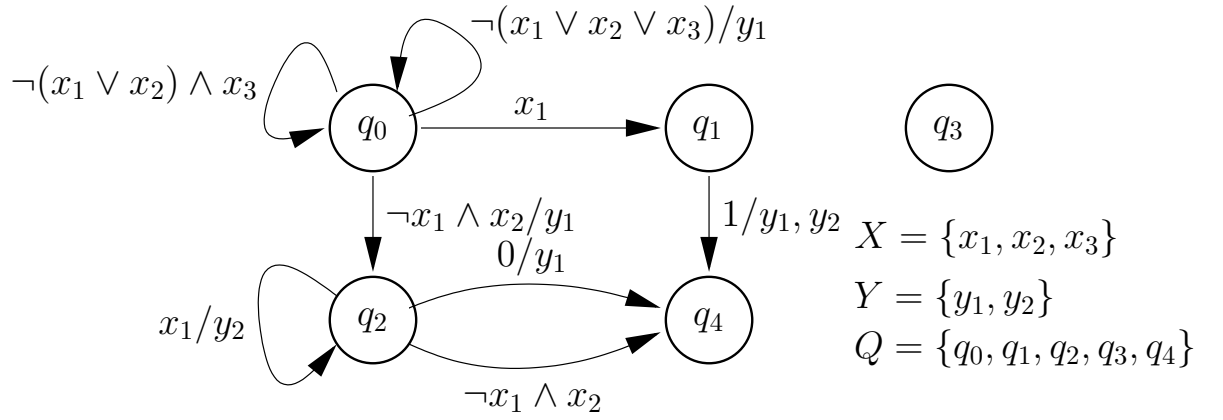 ¬(x₁ ∨ x₂ ∨ x₃)/y₁
¬(x₁ ∨ x₂) ∧ x₃
q₀
x₁
q₁
q₃
¬x₁ ∧ x₂/y₁
1/y₁, y₂
X = {x₁, x₂, x₃}
0/y₁
Y = {y₁, y₂}
x₁/y₂
q₂
q₄
Q = {q₀, q₁, q₂, q₃, q₄}
¬x₁ ∧ x₂